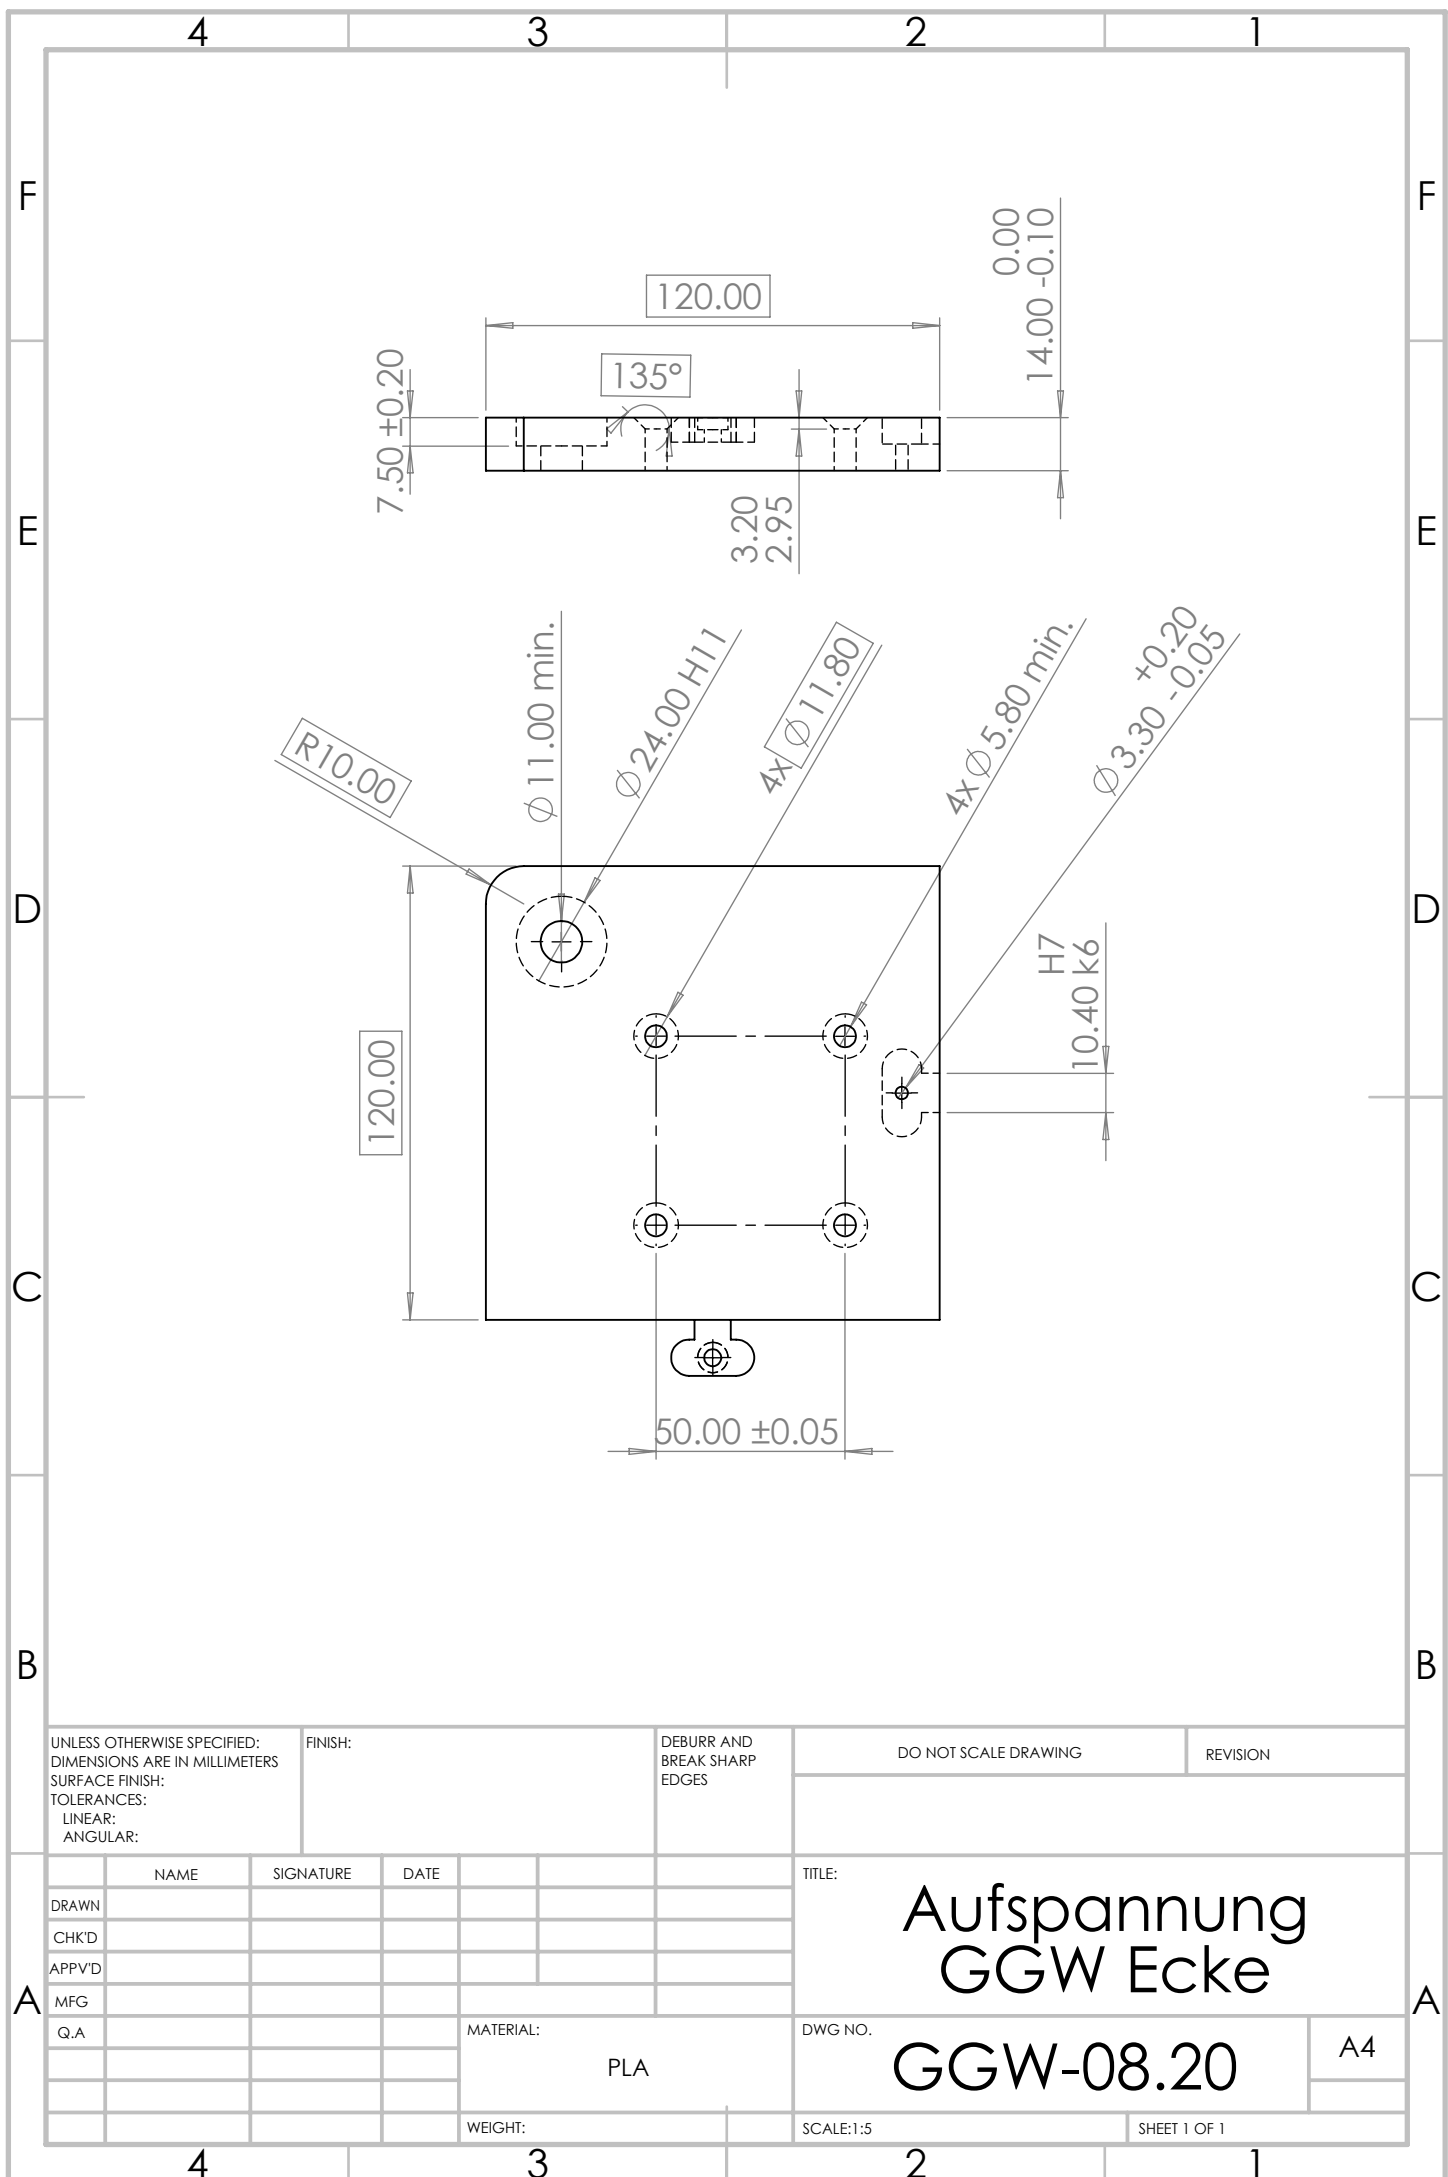 4 3 2 1
F F
0.00
14.00 -0.10
120.00
135°
7.50 ±0.20
3.20
2.95
E E
R10.00
⌀ 11.00 min.
⌀ 24.00 H11
4x ⌀ 11.80
4x ⌀ 5.80 min.
+0.20
⌀ 3.30 - 0.05
D D
H7
10.40 k6
120.00
C C
50.00 ±0.05
B B
UNLESS OTHERWISE SPECIFIED:
DIMENSIONS ARE IN MILLIMETERS
SURFACE FINISH:
TOLERANCES:
LINEAR:
ANGULAR:
FINISH:
DEBURR AND
BREAK SHARP
EDGES
DO NOT SCALE DRAWING
REVISION
NAME SIGNATURE DATE
DRAWN
CHK'D
APPV'D
MFG
Q.A
TITLE:
Aufspannung
GGW Ecke
A A
MATERIAL:
PLA
DWG NO.
GGW-08.20
A4
WEIGHT:
SCALE:1:5
SHEET 1 OF 1
4 3 2 1